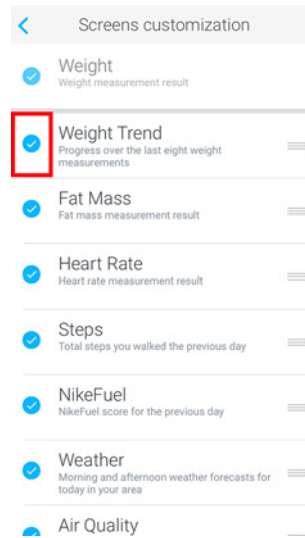 Screens customization
Weight
Weight measurement result
Weight Trend
Progress over the last eight weight
measurements
Fat Mass
Fat mass measurement result
Heart Rate
Heart rate measurement result
Steps
Total steps you walked the previous day
NikeFuel
NikeFuel score for the previous day
Weather
Morning and afternoon weather forecasts for
today in your area
Air Quality